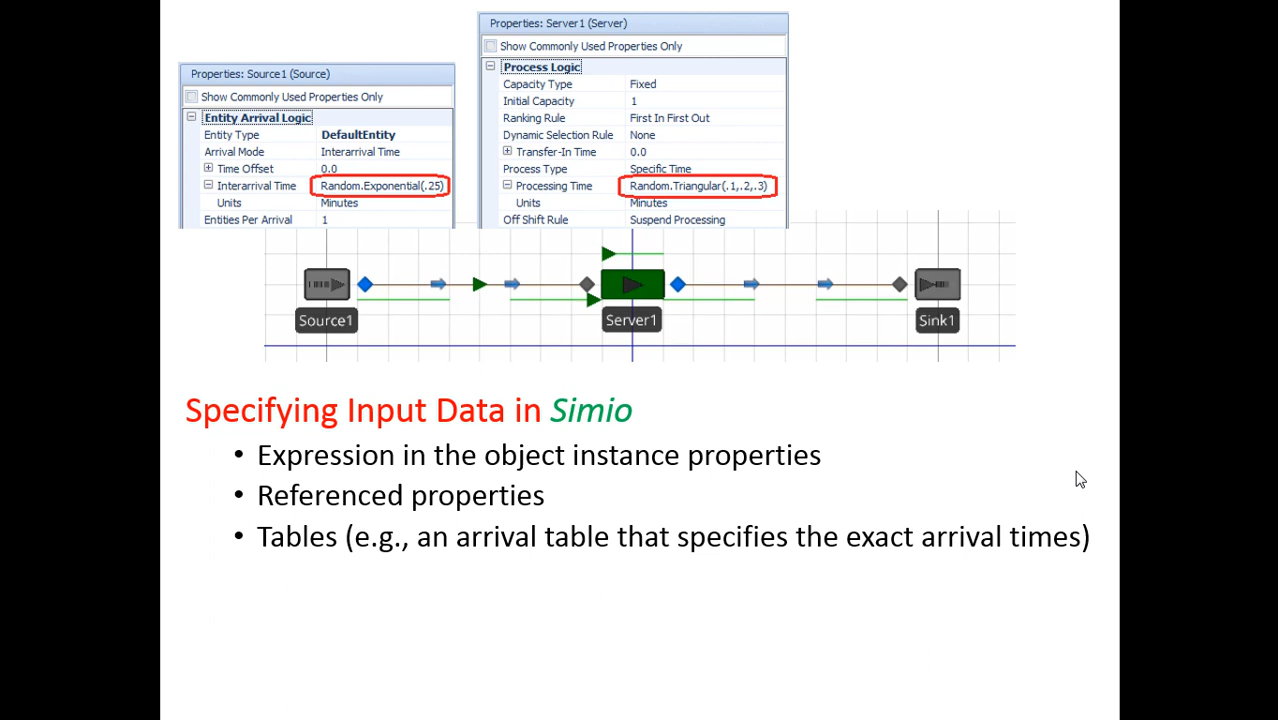 Properties: Server1 (Server)
Show Commonly Used Properties Only
Process Logic
Capacity Type Fixed
Initial Capacity 1
Ranking Rule First In First Out
Dynamic Selection Rule None
Transfer-In Time 0.0
Process Type Specific Time
Processing Time Random.Triangular(.1,.2,.3)
Units Minutes
Off Shift Rule Suspend Processing
Properties: Source1 (Source)
Show Commonly Used Properties Only
Entity Arrival Logic
Entity Type DefaultEntity
Arrival Mode Interarrival Time
Time Offset 0.0
Interarrival Time Random.Exponential(.25)
Units Minutes
Entities Per Arrival 1
Source1
Server1
Sink1
Specifying Input Data in Simio
• Expression in the object instance properties
• Referenced properties
• Tables (e.g., an arrival table that specifies the exact arrival times)